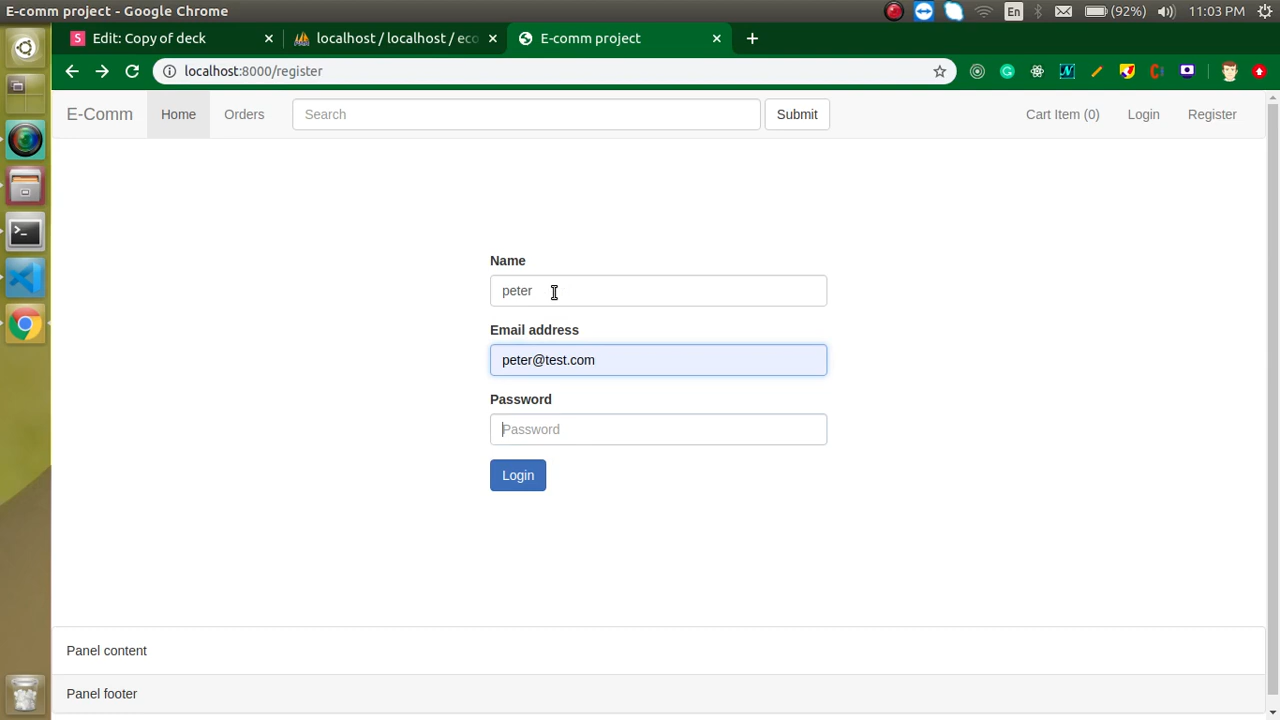 E-comm project - Google Chrome
En
(92%)
11:03 PM
S Edit: Copy of deck
localhost / localhost / eco
E-comm project
localhost:8000/register
E-Comm
Home
Orders
Search
Submit
Cart Item (0)
Login
Register
Name
peter
Email address
peter@test.com
Password
Password
Login
Panel content
Panel footer